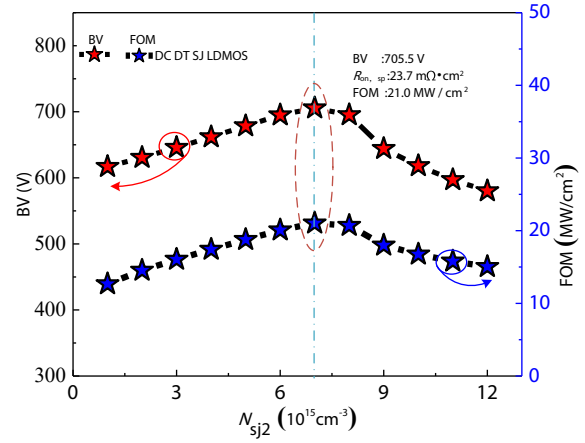 BV FOM
DC DT SJ LDMOS
BV :705.5 V
Ron, sp:23.7 mΩ•cm2
FOM :21.0 MW / cm2
800
700
600
500
400
300
BV (V)
50
40
30
20
10
0
FOM (MW/cm2)
0 3 6 9 12
Nsj2 (1015cm-3)